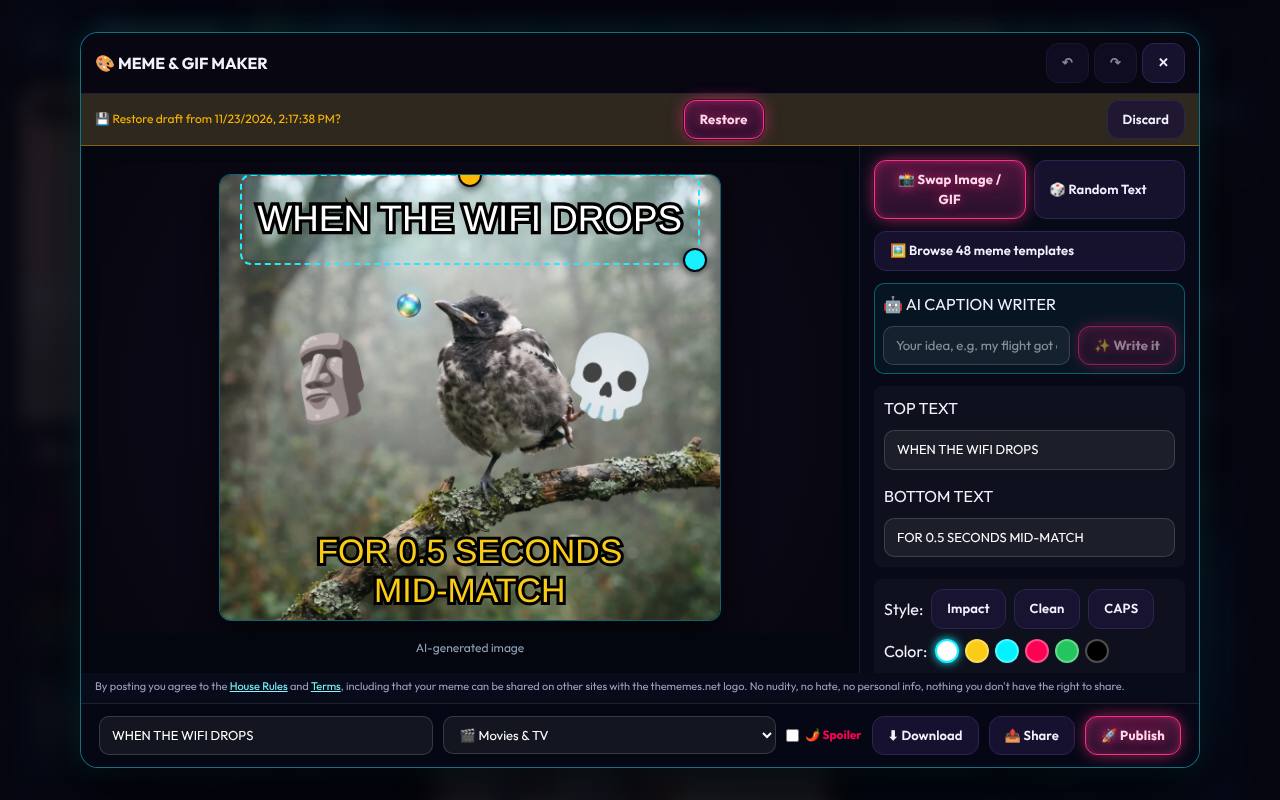 🎨 MEME & GIF MAKER
↶ ↷ ✕
💾 Restore draft from 11/23/2026, 2:17:38 PM?
Restore
Discard
WHEN THE WIFI DROPS
FOR 0.5 SECONDS
MID-MATCH
AI-generated image
📸 Swap Image /
GIF
🎲 Random Text
🖼️ Browse 48 meme templates
🤖 AI CAPTION WRITER
Your idea, e.g. my flight got
✨ Write it
TOP TEXT
WHEN THE WIFI DROPS
BOTTOM TEXT
FOR 0.5 SECONDS MID-MATCH
Style: Impact Clean CAPS
Color:
By posting you agree to the House Rules and Terms, including that your meme can be shared on other sites with the thememes.net logo. No nudity, no hate, no personal info, nothing you don't have the right to share.
WHEN THE WIFI DROPS
🎬 Movies & TV
🌶️ Spoiler
⬇ Download
📤 Share
🚀 Publish